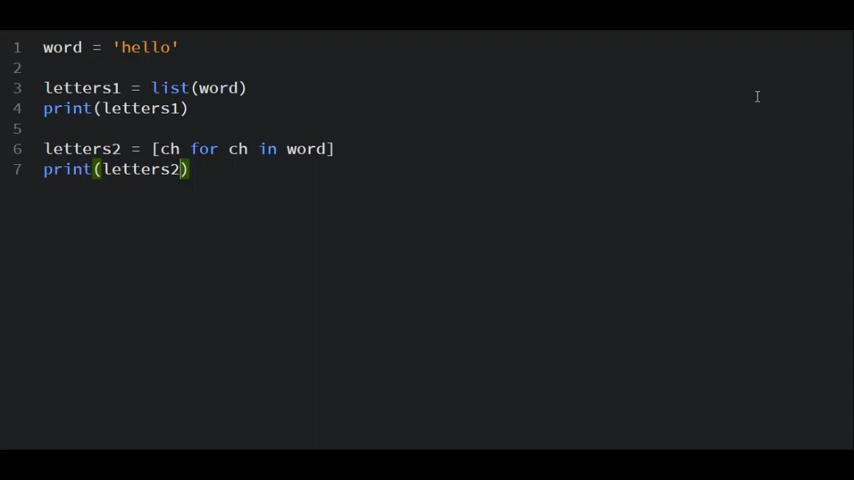 1 word = 'hello'
2
3 letters1 = list(word)
4 print(letters1)
5
6 letters2 = [ch for ch in word]
7 print(letters2)